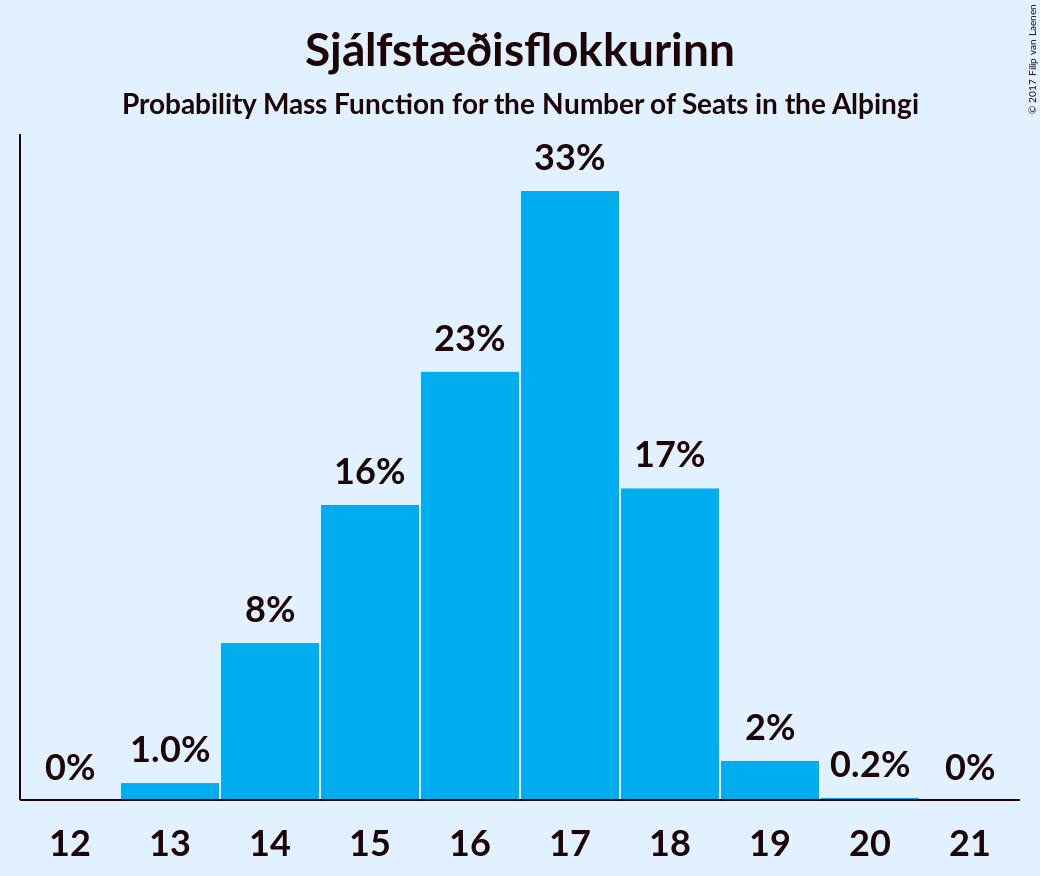 Sjálfstæðisflokkurinn
Probability Mass Function for the Number of Seats in the Alþingi
© 2017 Filip van Laenen
33%
23%
17%
16%
8%
2%
1.0%
0.2%
0%
0%
12 13 14 15 16 17 18 19 20 21